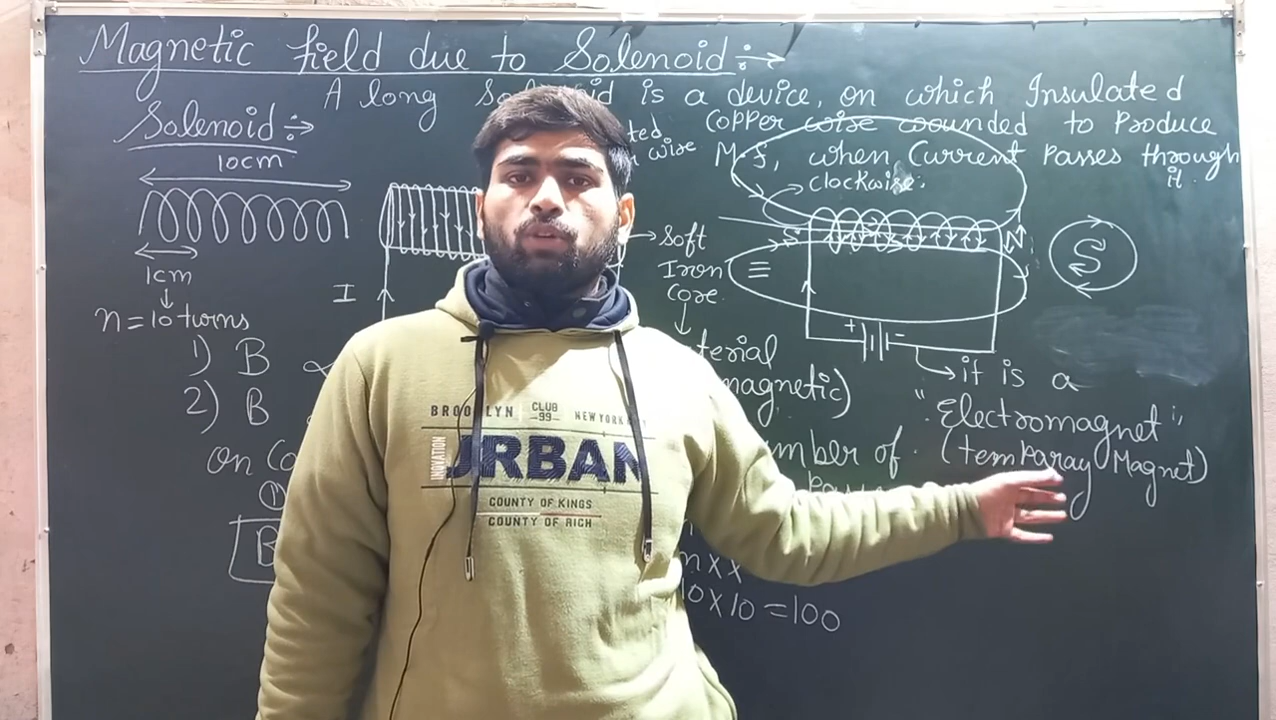 Magnetic field due to Solenoid :→
A long is a device, on which Insulated
Solenoid :→
10cm
Copper wire wounded to Produce
wire
M.f, when Current Passes through
it.
clockwise.
S
N
S
Soft
Iron
Core.
1cm
n = 10 turns
I
+
-
1) B ∝
2) B
magnetic)
it is a
"Electromagnet"
(temparay Magnet)
on
of
①
B
n x x
10 x 10 = 100
BROOKLYN CLUB 99 NEW YORK
URBAN
COUNTY OF KINGS
COUNTY OF RICH